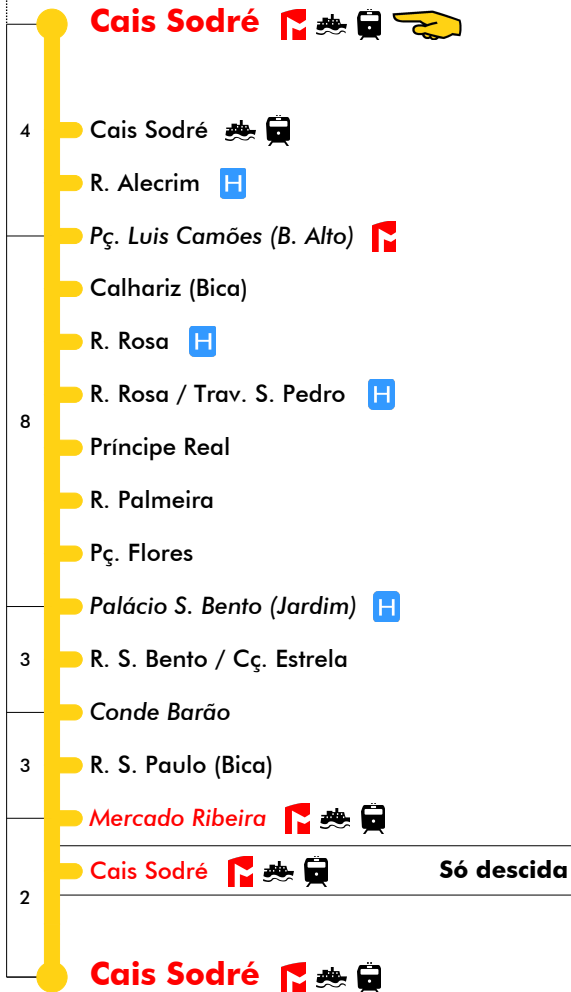 Cais Sodré
4
Cais Sodré
R. Alecrim H
Pç. Luis Camões (B. Alto)
Calhariz (Bica)
R. Rosa H
R. Rosa / Trav. S. Pedro H
8
Príncipe Real
R. Palmeira
Pç. Flores
Palácio S. Bento (Jardim) H
3
R. S. Bento / Cç. Estrela
Conde Barão
3
R. S. Paulo (Bica)
Mercado Ribeira
Cais Sodré Só descida
2
Cais Sodré